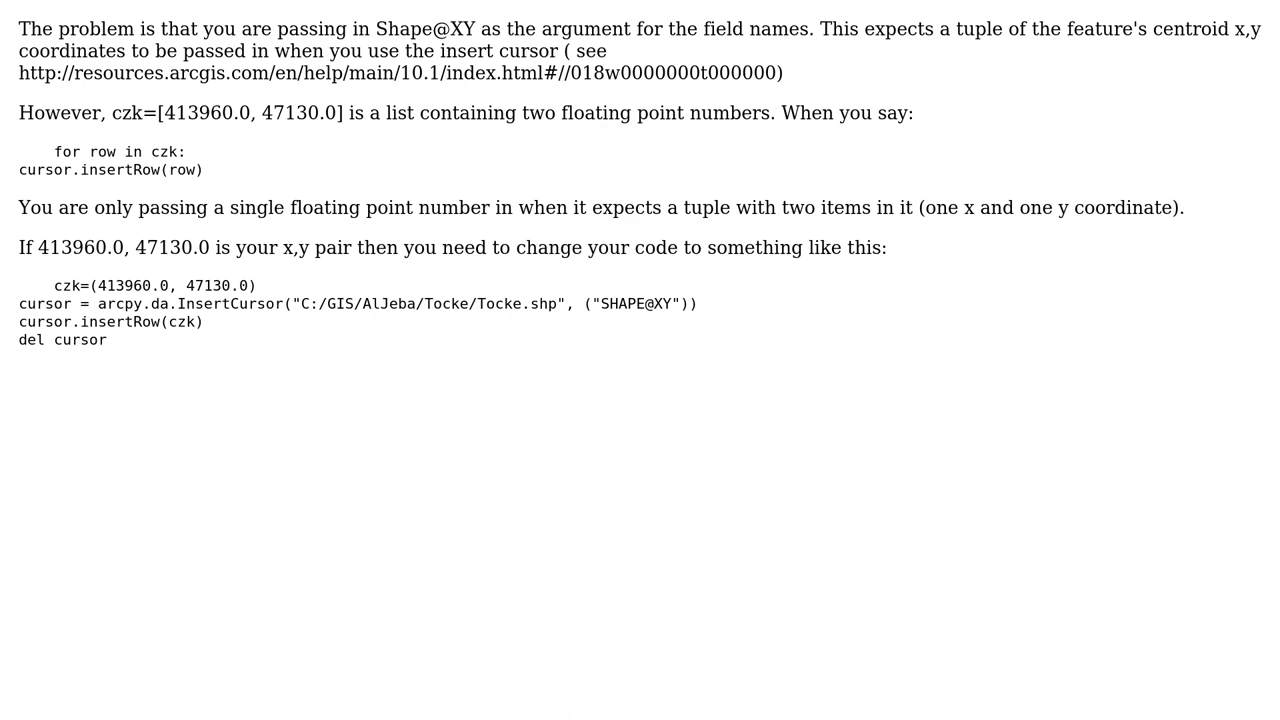 The problem is that you are passing in Shape@XY as the argument for the field names. This expects a tuple of the feature's centroid x,y
coordinates to be passed in when you use the insert cursor ( see
http://resources.arcgis.com/en/help/main/10.1/index.html#//018w0000000t000000)
However, czk=[413960.0, 47130.0] is a list containing two floating point numbers. When you say:
    for row in czk:
cursor.insertRow(row)
You are only passing a single floating point number in when it expects a tuple with two items in it (one x and one y coordinate).
If 413960.0, 47130.0 is your x,y pair then you need to change your code to something like this:
    czk=(413960.0, 47130.0)
cursor = arcpy.da.InsertCursor("C:/GIS/AlJeba/Tocke/Tocke.shp", ("SHAPE@XY"))
cursor.insertRow(czk)
del cursor